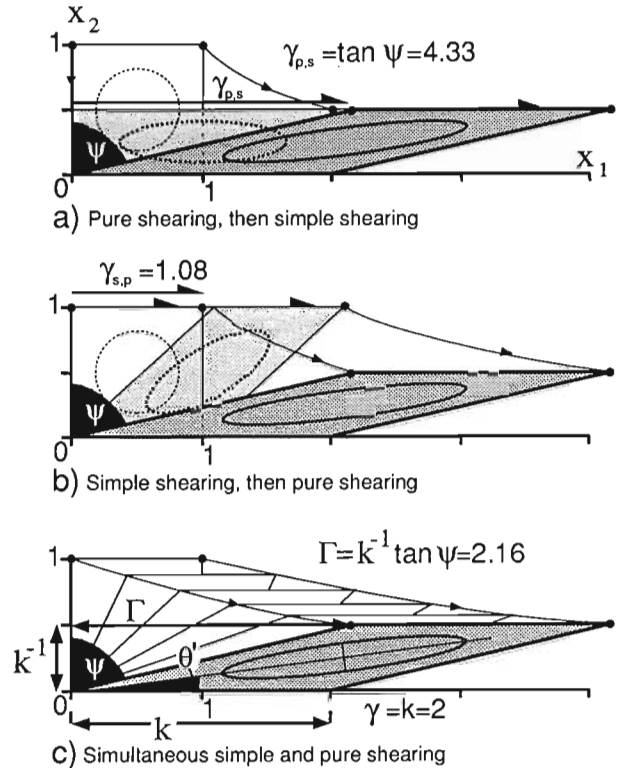 x₂
1
γp,s = tan ψ = 4.33
γp,s
ψ
0
1
x₁
a) Pure shearing, then simple shearing
γs,p = 1.08
1
ψ
0
1
b) Simple shearing, then pure shearing
1
Γ = k⁻¹ tan ψ = 2.16
Γ
k⁻¹
ψ
θ'
0
1
k
γ = k = 2
c) Simultaneous simple and pure shearing